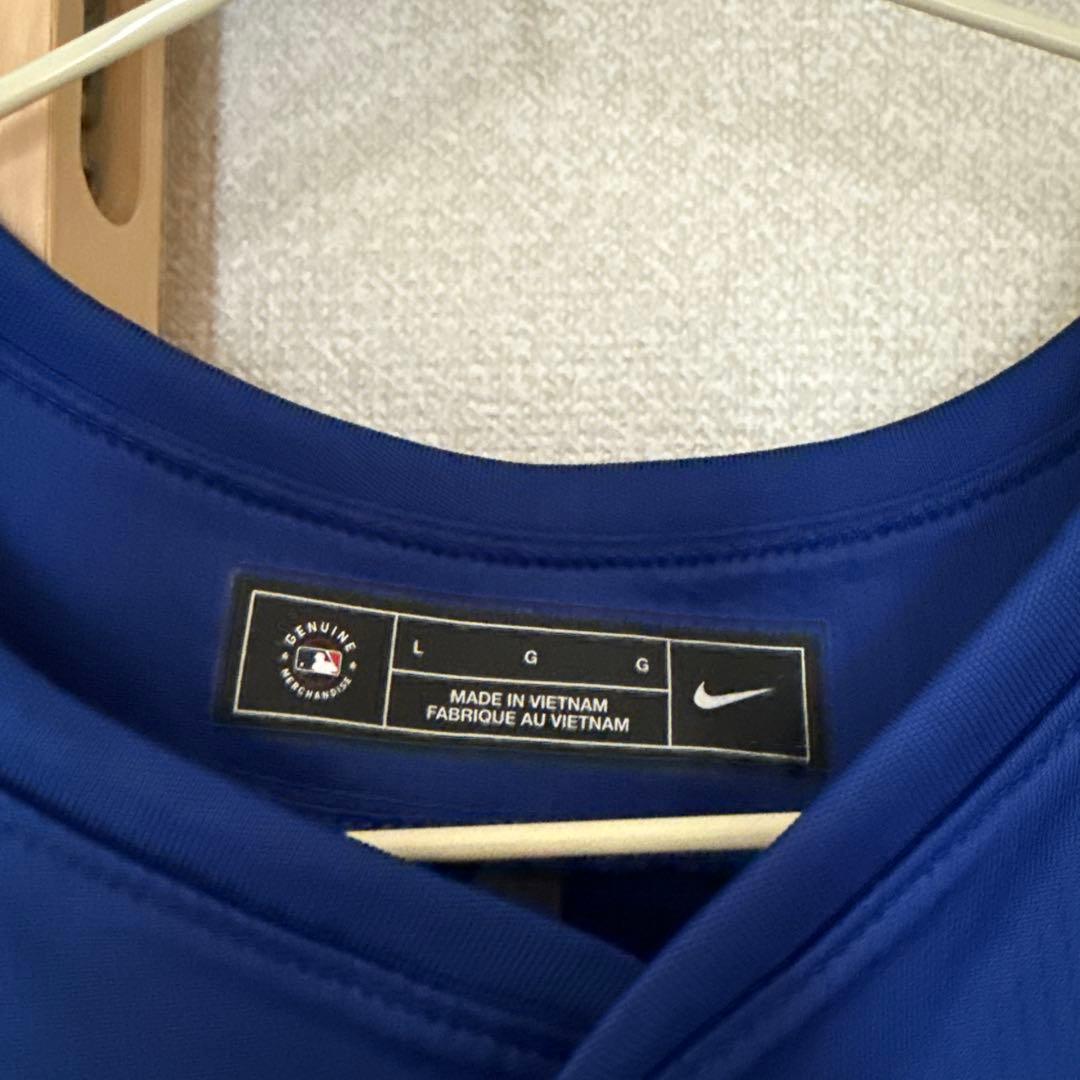 GENUINE
MERCHANDISE
L G G
MADE IN VIETNAM
FABRIQUE AU VIETNAM